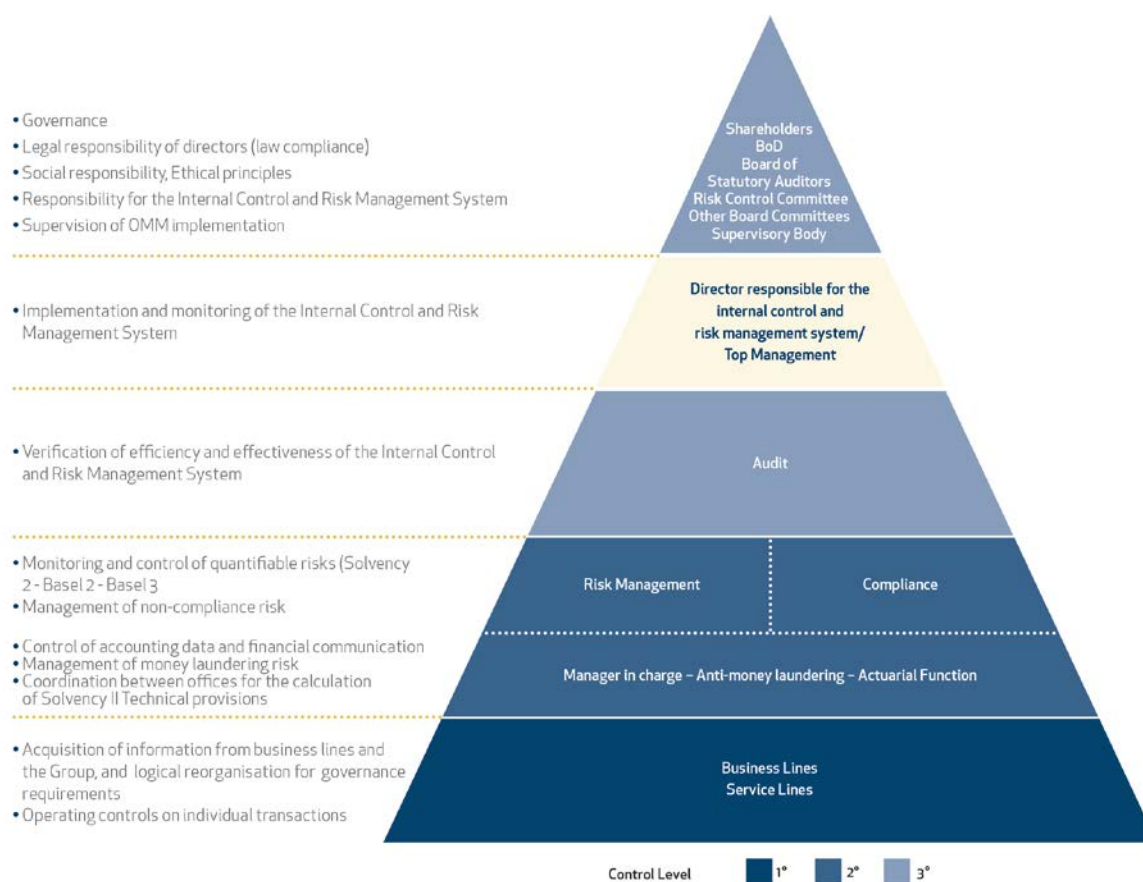 • Governance
• Legal responsibility of directors (law compliance)
• Social responsibility, Ethical principles
• Responsibility for the Internal Control and Risk Management System
• Supervision of OMM implementation
Shareholders
BoD
Board of
Statutory Auditors
Risk Control Committee
Other Board Committees
Supervisory Body
• Implementation and monitoring of the Internal Control and Risk
Management System
Director responsible for the
internal control and
risk management system/
Top Management
• Verification of efficiency and effectiveness of the Internal Control
and Risk Management System
Audit
• Monitoring and control of quantifiable risks (Solvency
2 - Basel 2 - Basel 3
• Management of non-compliance risk
Risk Management
Compliance
• Control of accounting data and financial communication
• Management of money laundering risk
• Coordination between offices for the calculation
of Solvency II Technical provisions
Manager in charge – Anti-money laundering – Actuarial Function
• Acquisition of information from business lines and
the Group, and logical reorganisation for governance
requirements
• Operating controls on individual transactions
Business Lines
Service Lines
Control Level 1° 2° 3°